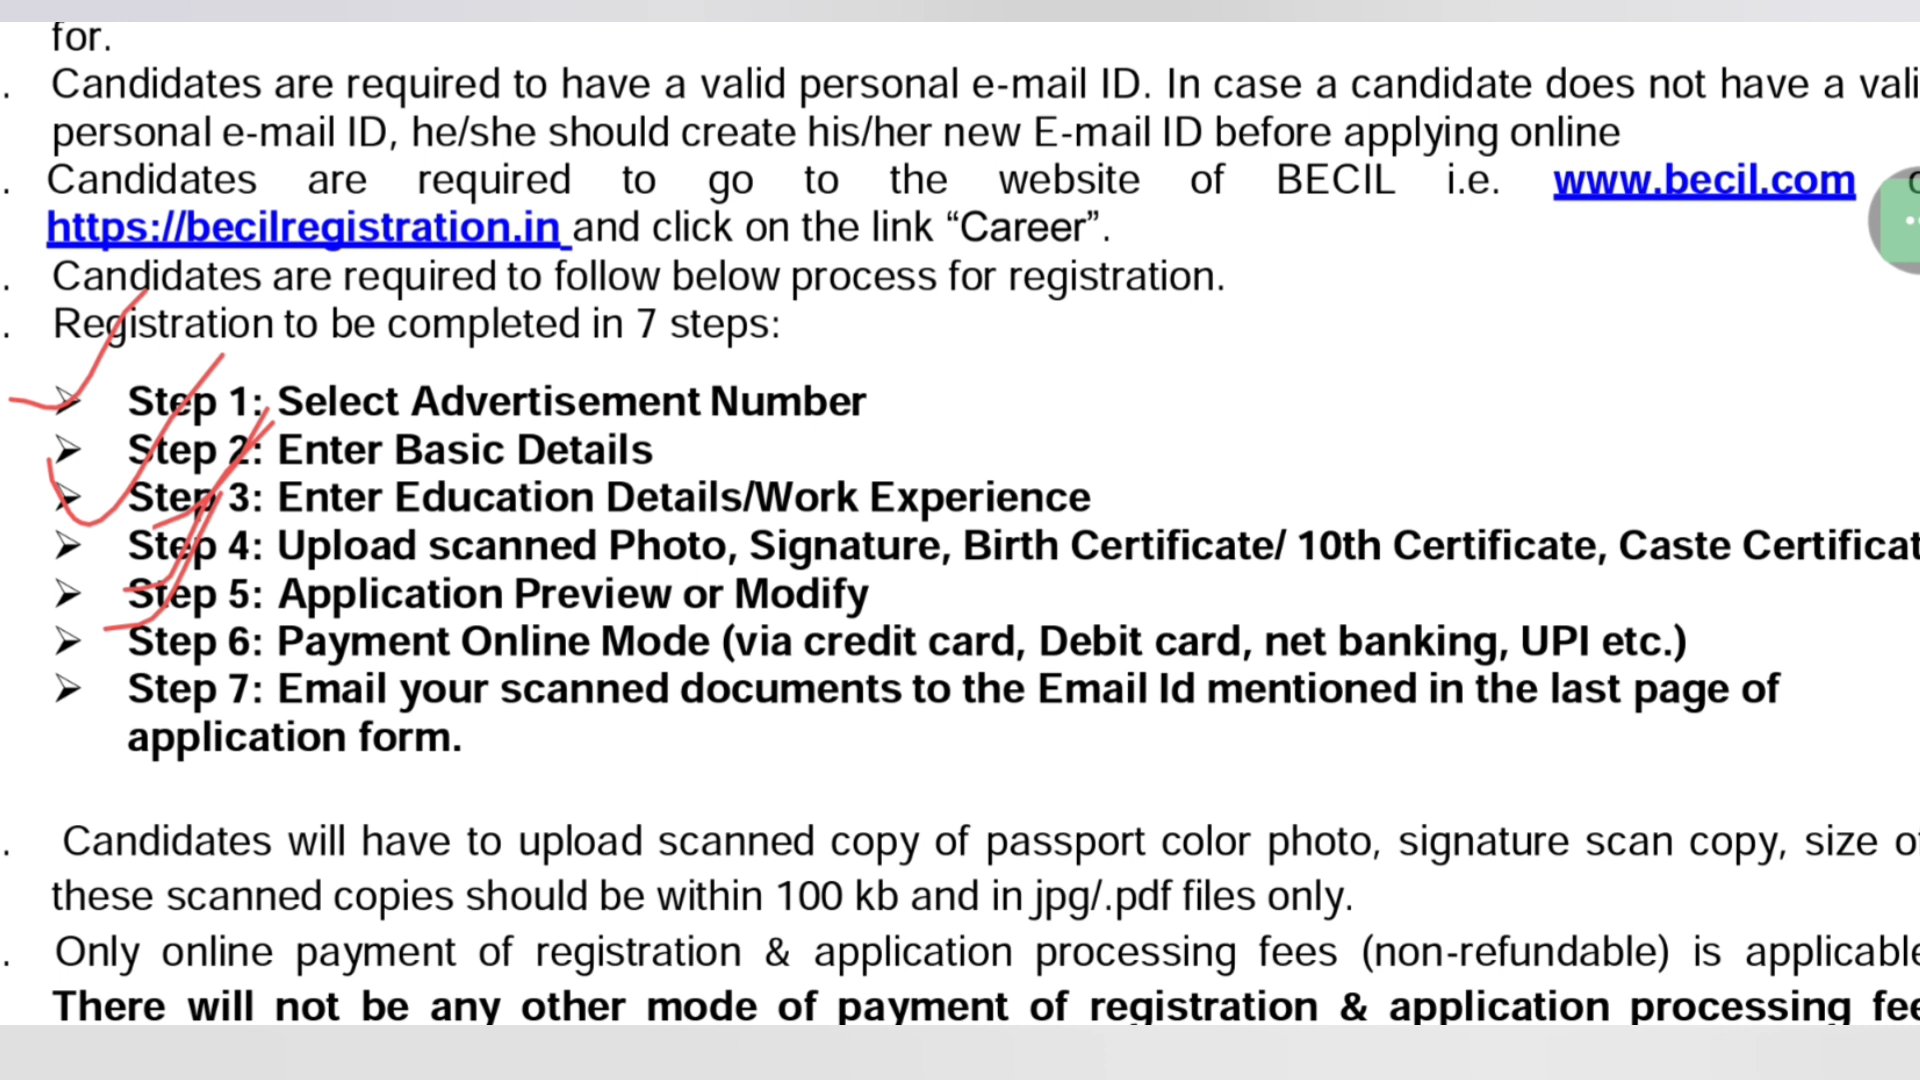 for.
. Candidates are required to have a valid personal e-mail ID. In case a candidate does not have a vali
personal e-mail ID, he/she should create his/her new E-mail ID before applying online
. Candidates are required to go to the website of BECIL i.e. www.becil.com
https://becilregistration.in and click on the link “Career”.
. Candidates are required to follow below process for registration.
. Registration to be completed in 7 steps:
➢ Step 1: Select Advertisement Number
➢ Step 2: Enter Basic Details
➢ Step 3: Enter Education Details/Work Experience
➢ Step 4: Upload scanned Photo, Signature, Birth Certificate/ 10th Certificate, Caste Certificat
➢ Step 5: Application Preview or Modify
➢ Step 6: Payment Online Mode (via credit card, Debit card, net banking, UPI etc.)
➢ Step 7: Email your scanned documents to the Email Id mentioned in the last page of
application form.
. Candidates will have to upload scanned copy of passport color photo, signature scan copy, size of
these scanned copies should be within 100 kb and in jpg/.pdf files only.
. Only online payment of registration & application processing fees (non-refundable) is applicable
There will not be any other mode of payment of registration & application processing fee